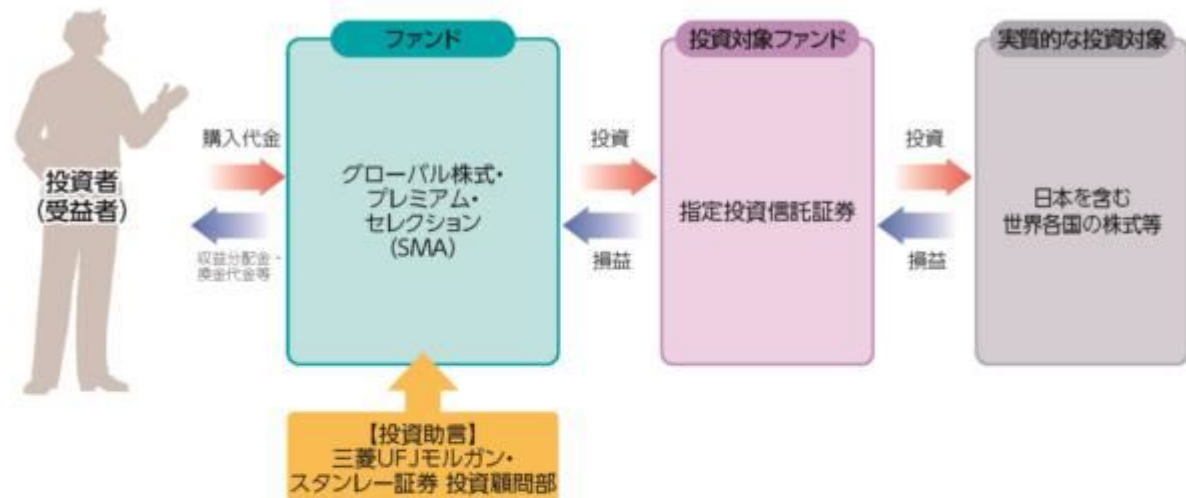 ファンド
投資対象ファンド
実質的な投資対象
購入代金
投資
投資
投資者
(受益者)
グローバル株式・
プレミアム・
セレクション
(SMA)
指定投資信託証券
日本を含む
世界各国の株式等
収益分配金・
換金代金等
損益
損益
【投資助言】
三菱UFJモルガン・
スタンレー証券 投資顧問部